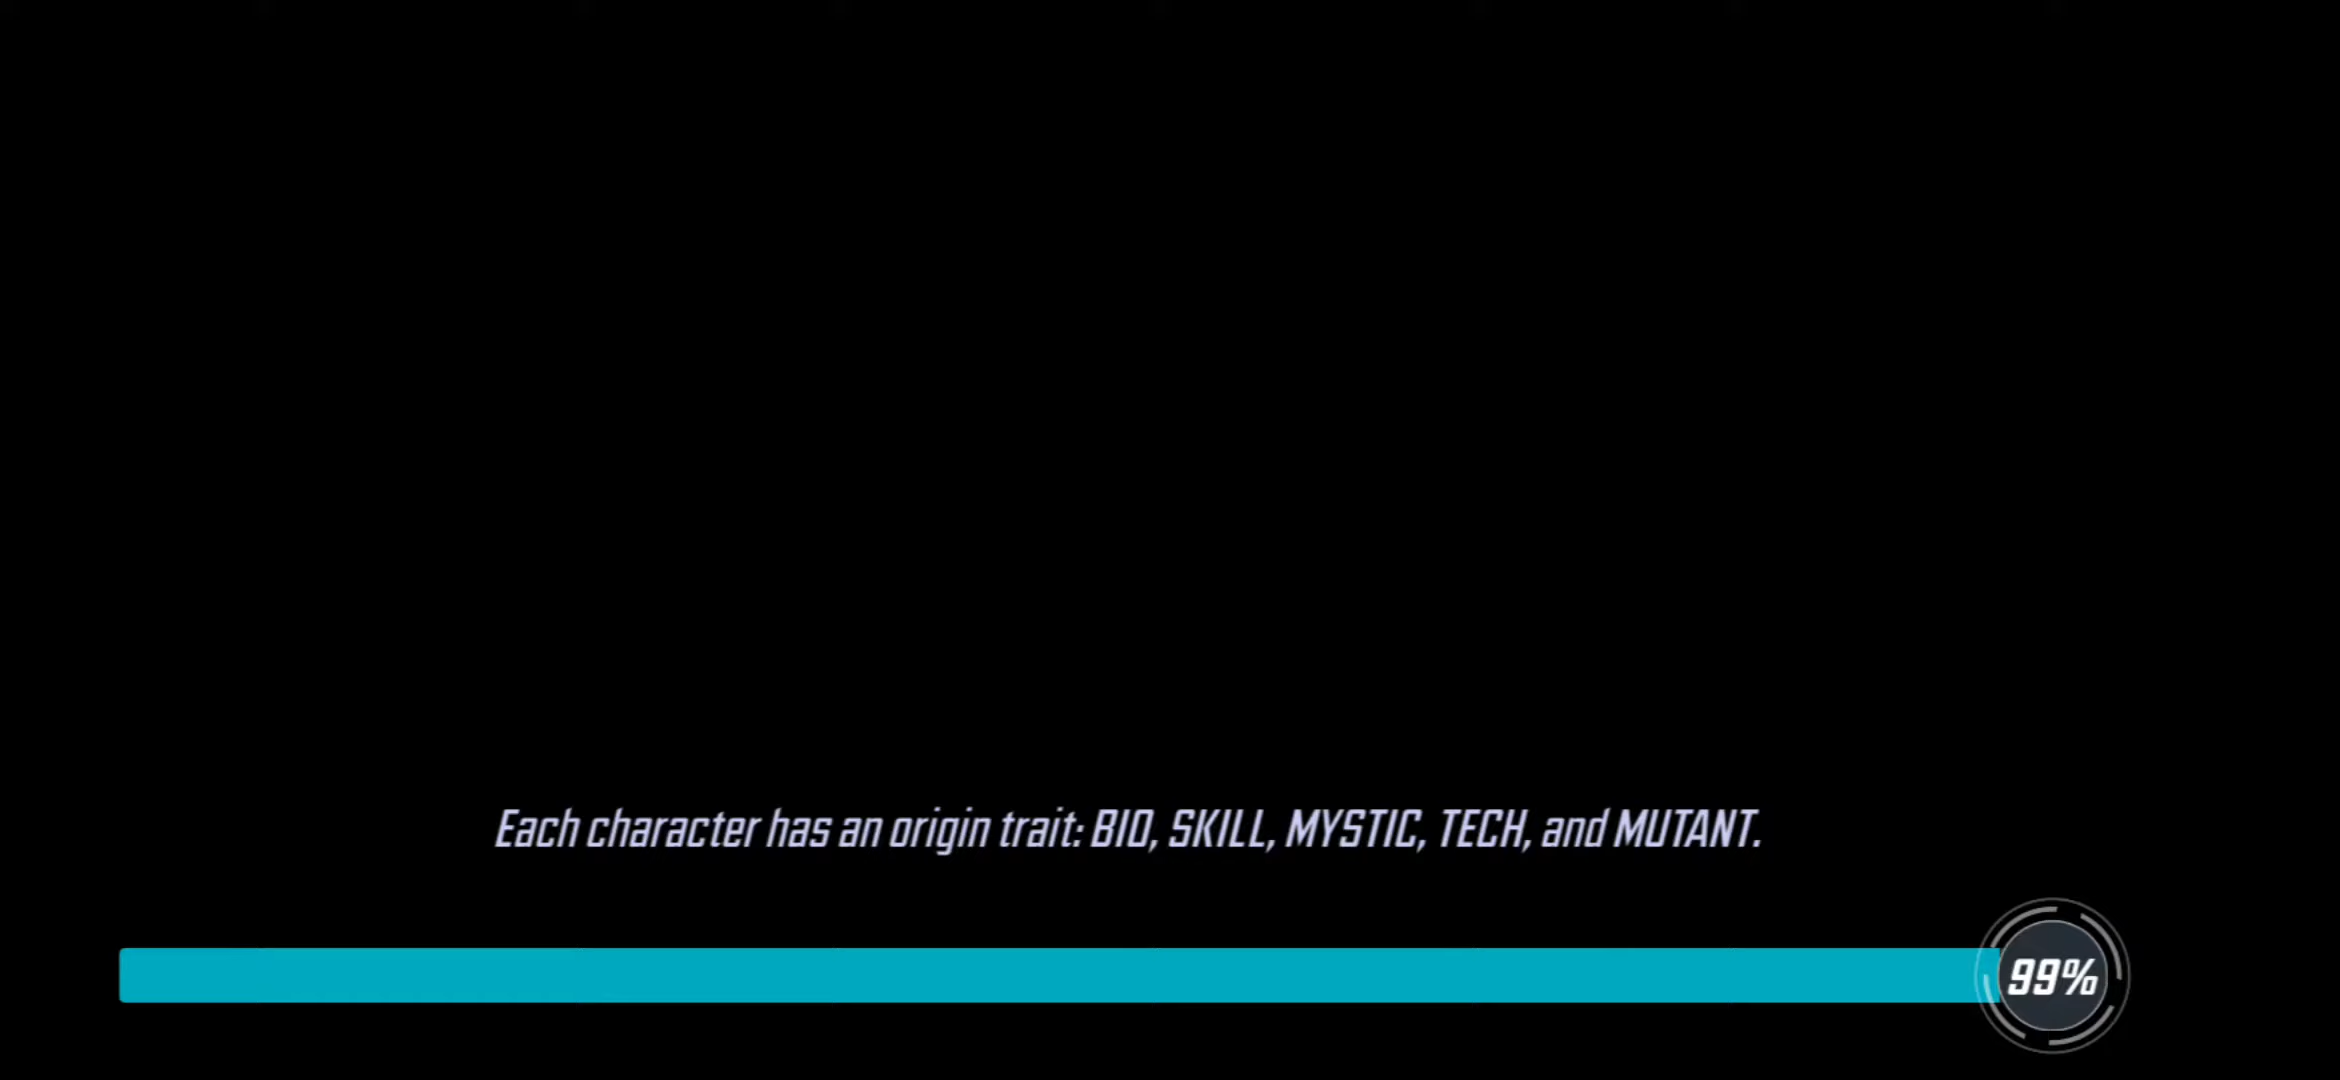 Each character has an origin trait: BIO, SKILL, MYSTIC, TECH, and MUTANT.
99%